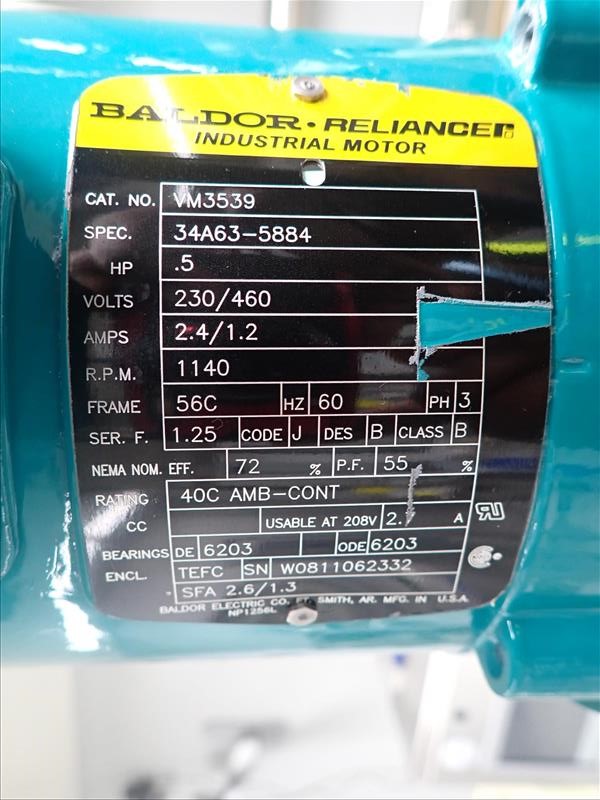 BALDOR • RELIANCER
INDUSTRIAL MOTOR
CAT. NO. VM3539
SPEC. 34A63-5884
HP .5
VOLTS 230/460
AMPS 2.4/1.2
R.P.M. 1140
FRAME 56C HZ 60 PH 3
SER. F. 1.25 CODE J DES B CLASS B
NEMA NOM. EFF. 72 % P.F. 55 %
RATING 40C AMB-CONT
CC USABLE AT 208V A
BEARINGS DE 6203 ODE 6203
ENCL. TEFC SN W0811062332
SFA 2.6/1.3
BALDOR ELECTRIC CO. SMITH, AR. MFG. IN U.S.A.
NP1256L